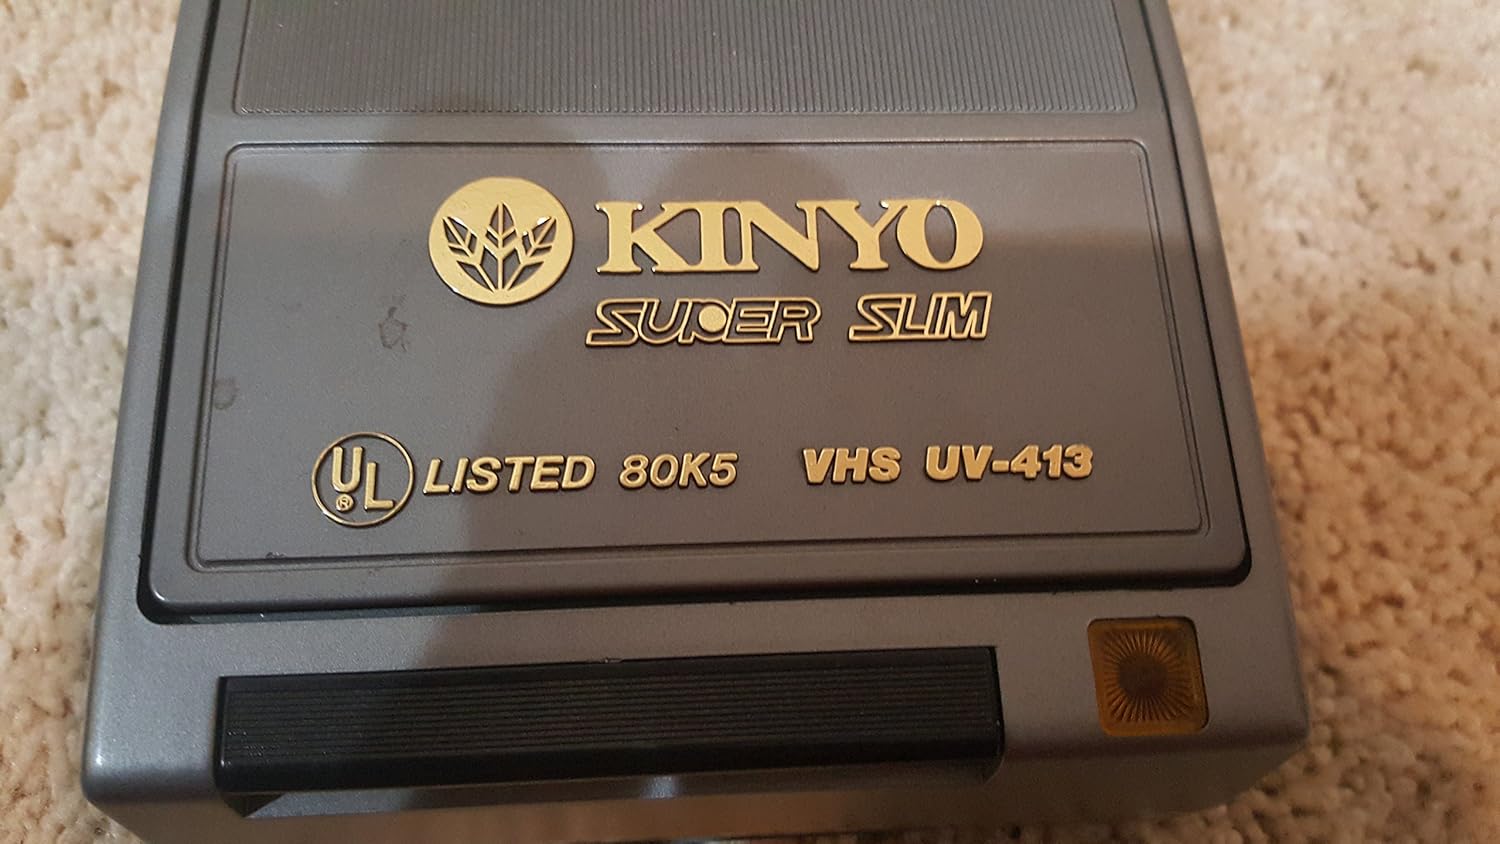 KINYO
SUPER SLIM
UL® LISTED 80K5 VHS UV-413